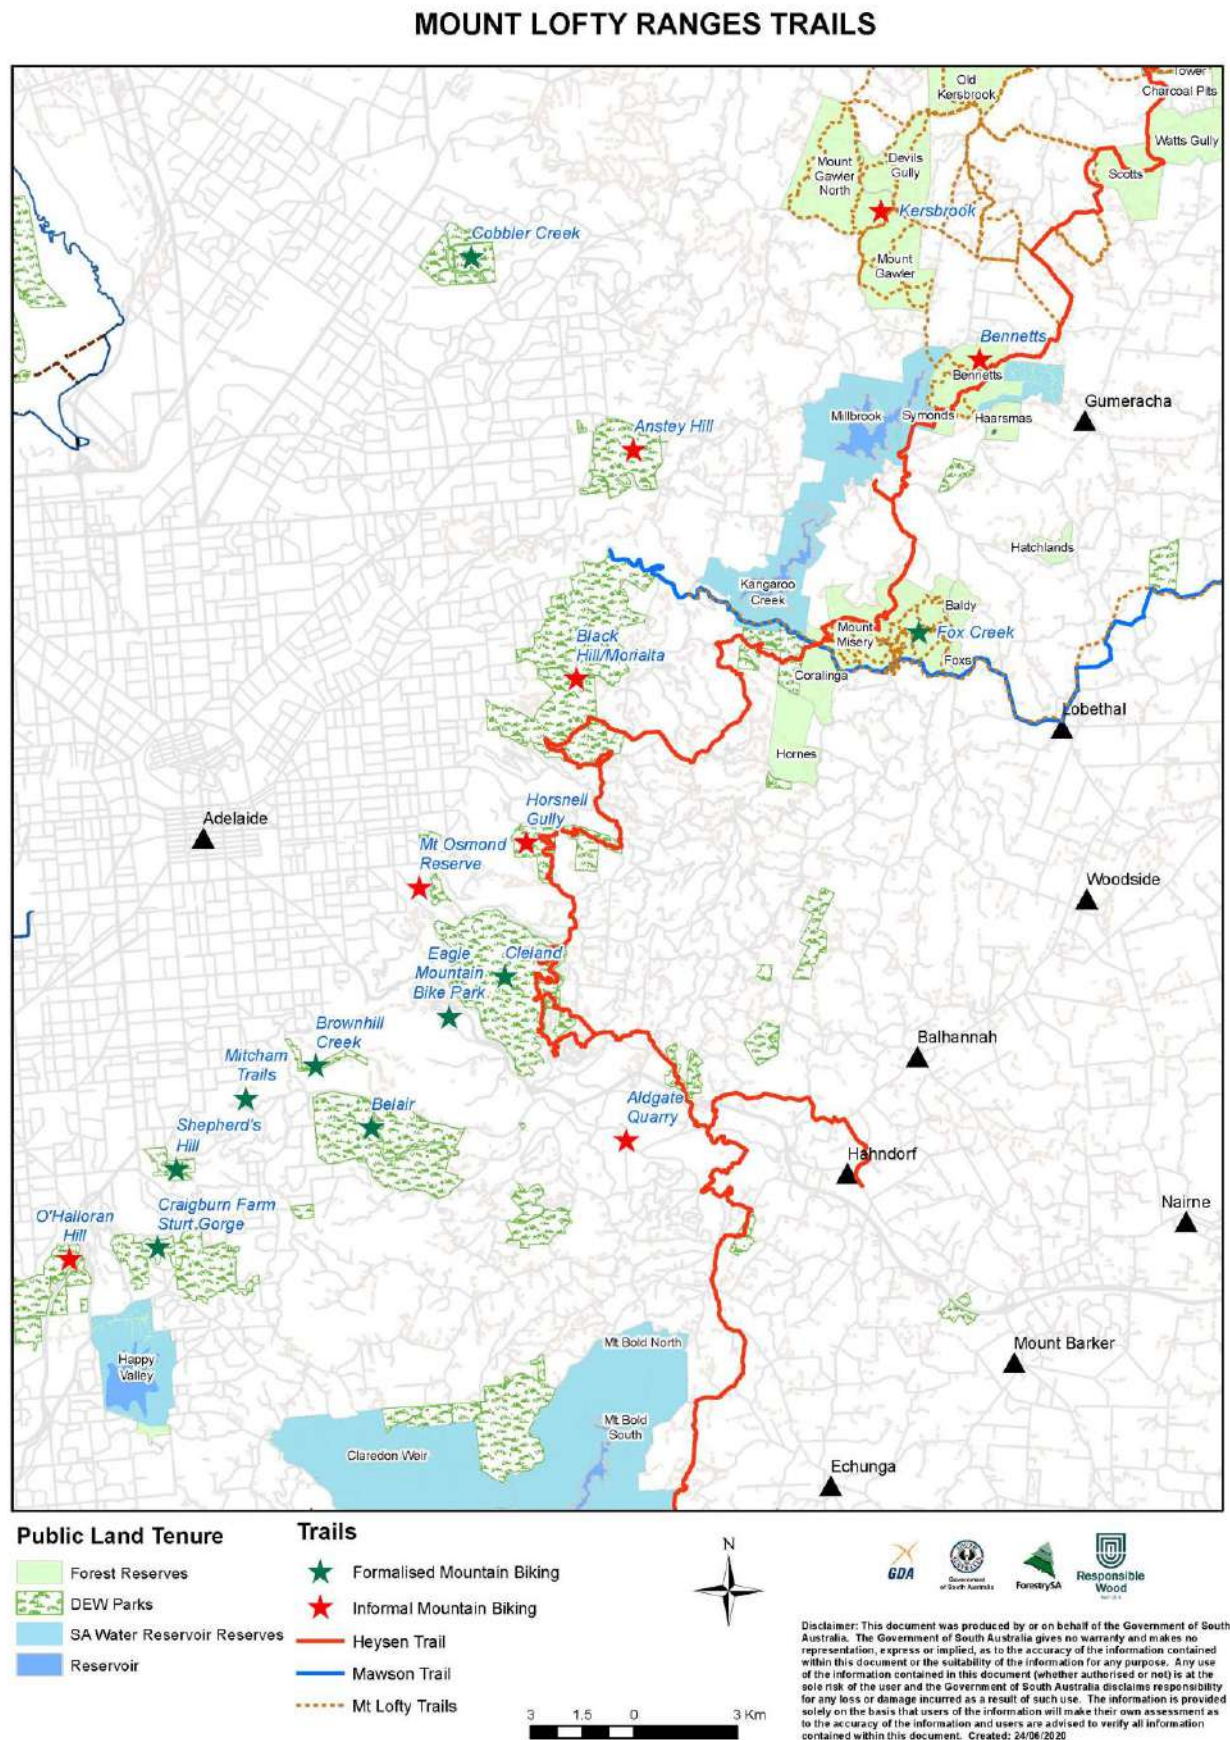 MOUNT LOFTY RANGES TRAILS
Tower
Charcoal Pits
Old
Kersbrook
Watts Gully
Mount
Gawler
North
Devils
Gully
Scotts
Kersbrook
Cobbler Creek
Mount
Gawler
Bennetts
Bennetts
Gumeracha
Millbrook
Symonds
Haarsmas
Anstey Hill
Hatchlands
Kangaroo
Creek
Baldy
Mount
Misery
Fox Creek
Black
Hill/Morialta
Foxs
Coralinga
Lobethal
Hornes
Horsnell
Gully
Adelaide
Mt Osmond
Reserve
Woodside
Eagle
Mountain
Bike Park
Cleland
Brownhill
Creek
Balhannah
Mitcham
Trails
Belair
Aldgate
Quarry
Shepherd's
Hill
Hahndorf
Craigburn Farm
Sturt Gorge
O'Halloran
Hill
Nairne
Mt Bold North
Mount Barker
Happy
Valley
Mt Bold
South
Claredon Weir
Echunga
Public Land Tenure
Forest Reserves
DEW Parks
SA Water Reservoir Reserves
Reservoir
Trails
Formalised Mountain Biking
Informal Mountain Biking
Heysen Trail
Mawson Trail
Mt Lofty Trails
N
3 1.5 0 3 Km
GDA
Government
of South Australia
ForestrySA
Responsible
Wood
Disclaimer: This document was produced by or on behalf of the Government of South
Australia. The Government of South Australia gives no warranty and makes no
representation, express or implied, as to the accuracy of the information contained
within this document or the suitability of the information for any purpose. Any use
of the information contained in this document (whether authorised or not) is at the
sole risk of the user and the Government of South Australia disclaims responsibility
for any loss or damage incurred as a result of such use. The information is provided
solely on the basis that users of the information will make their own assessment as
to the accuracy of the information and users are advised to verify all information
contained within this document. Created: 24/06/2020